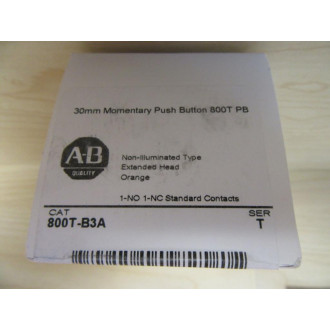 30mm Momentary Push Button 800T PB
A-B
QUALITY
Non-Illuminated Type
Extended Head
Orange
1-NO 1-NC Standard Contacts
CAT SER
800T-B3A T